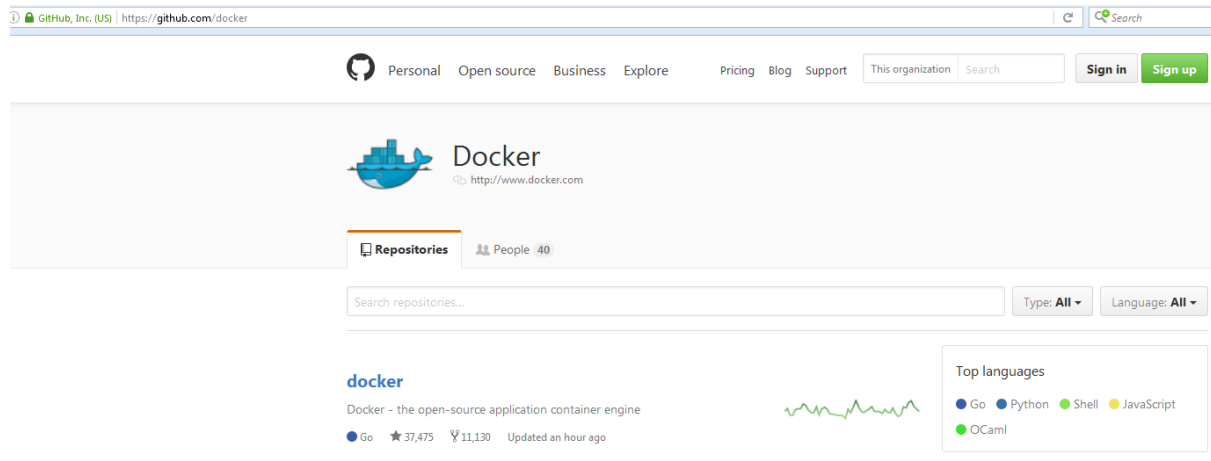 GitHub, Inc. (US) https://github.com/docker Search
Personal Open source Business Explore Pricing Blog Support This organization Search Sign in Sign up
Docker
http://www.docker.com
Repositories People 40
Search repositories... Type: All Language: All
docker
Docker - the open-source application container engine
Go 37,475 11,130 Updated an hour ago
Top languages
Go Python Shell JavaScript
OCaml